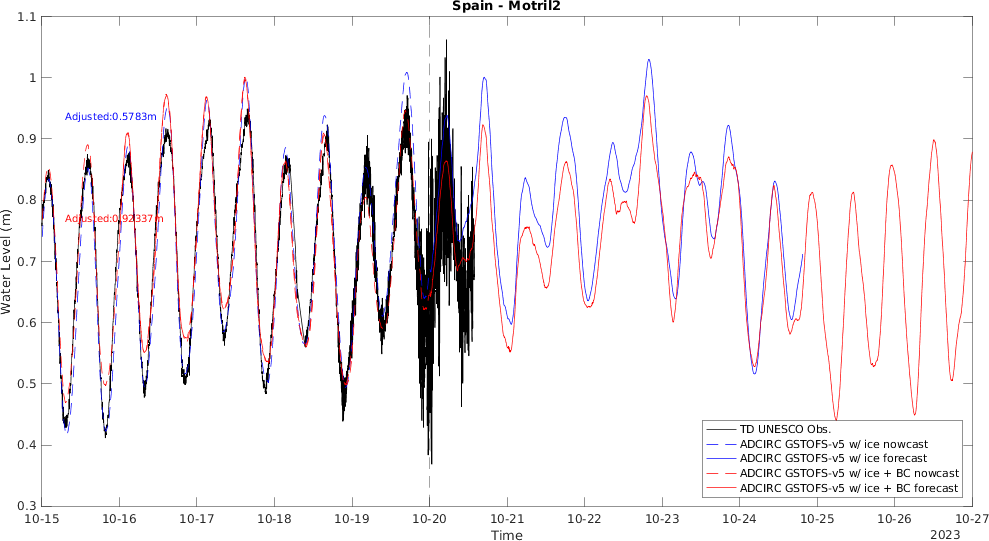 Spain - Motril2
1.1
1
0.9
0.8
0.7
0.6
0.5
0.4
0.3
Water Level (m)
Adjusted:0.5783m
Adjusted:0.92337m
TD UNESCO Obs.
ADCIRC GSTOFS-v5 w/ ice nowcast
ADCIRC GSTOFS-v5 w/ ice forecast
ADCIRC GSTOFS-v5 w/ ice + BC nowcast
ADCIRC GSTOFS-v5 w/ ice + BC forecast
10-15 10-16 10-17 10-18 10-19 10-20 10-21 10-22 10-23 10-24 10-25 10-26 10-27
Time
2023